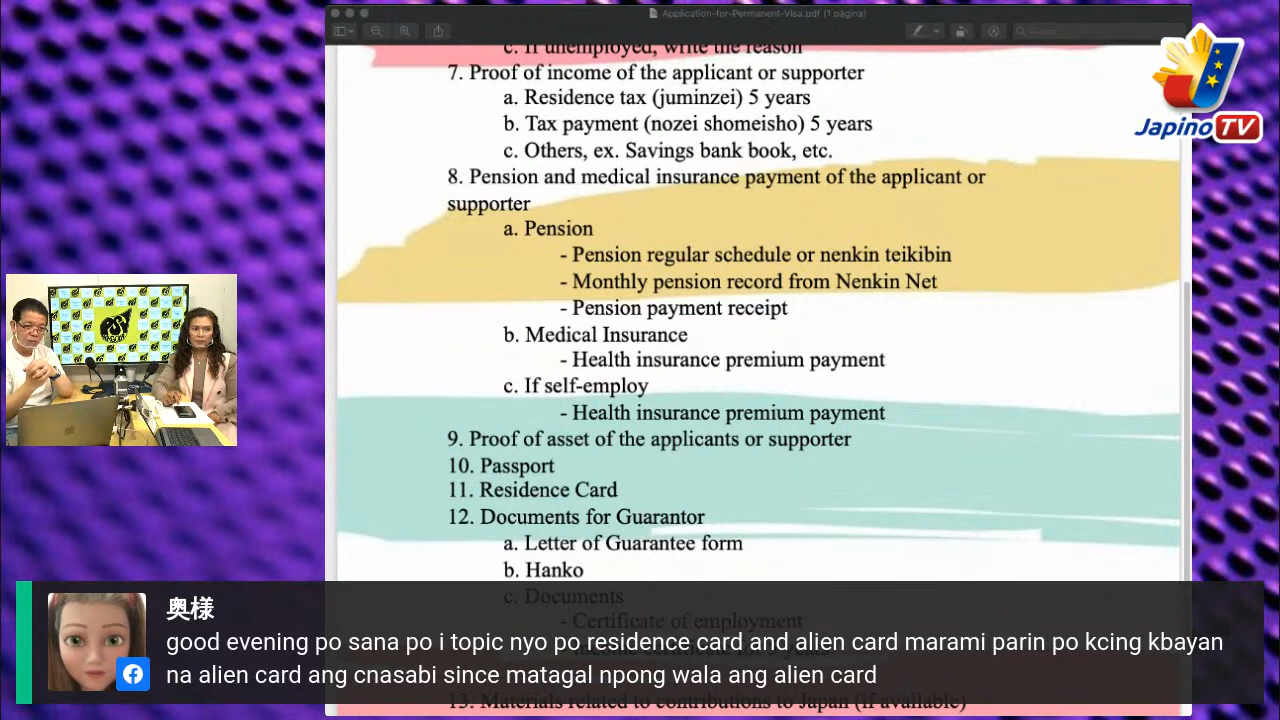 Application-for-Permanent-Visa.pdf (1 página)
c. If unemployed, write the reason
7. Proof of income of the applicant or supporter
a. Residence tax (juminzei) 5 years
b. Tax payment (nozei shomeisho) 5 years
c. Others, ex. Savings bank book, etc.
8. Pension and medical insurance payment of the applicant or
supporter
a. Pension
- Pension regular schedule or nenkin teikibin
- Monthly pension record from Nenkin Net
- Pension payment receipt
b. Medical Insurance
- Health insurance premium payment
c. If self-employ
- Health insurance premium payment
9. Proof of asset of the applicants or supporter
10. Passport
11. Residence Card
12. Documents for Guarantor
a. Letter of Guarantee form
b. Hanko
c. Documents
- Certificate of employment
13. Materials related to contributions to Japan (if available)
Japino TV
奥様
good evening po sana po i topic nyo po residence card and alien card marami parin po kcing kbayan
na alien card ang cnasabi since matagal npong wala ang alien card